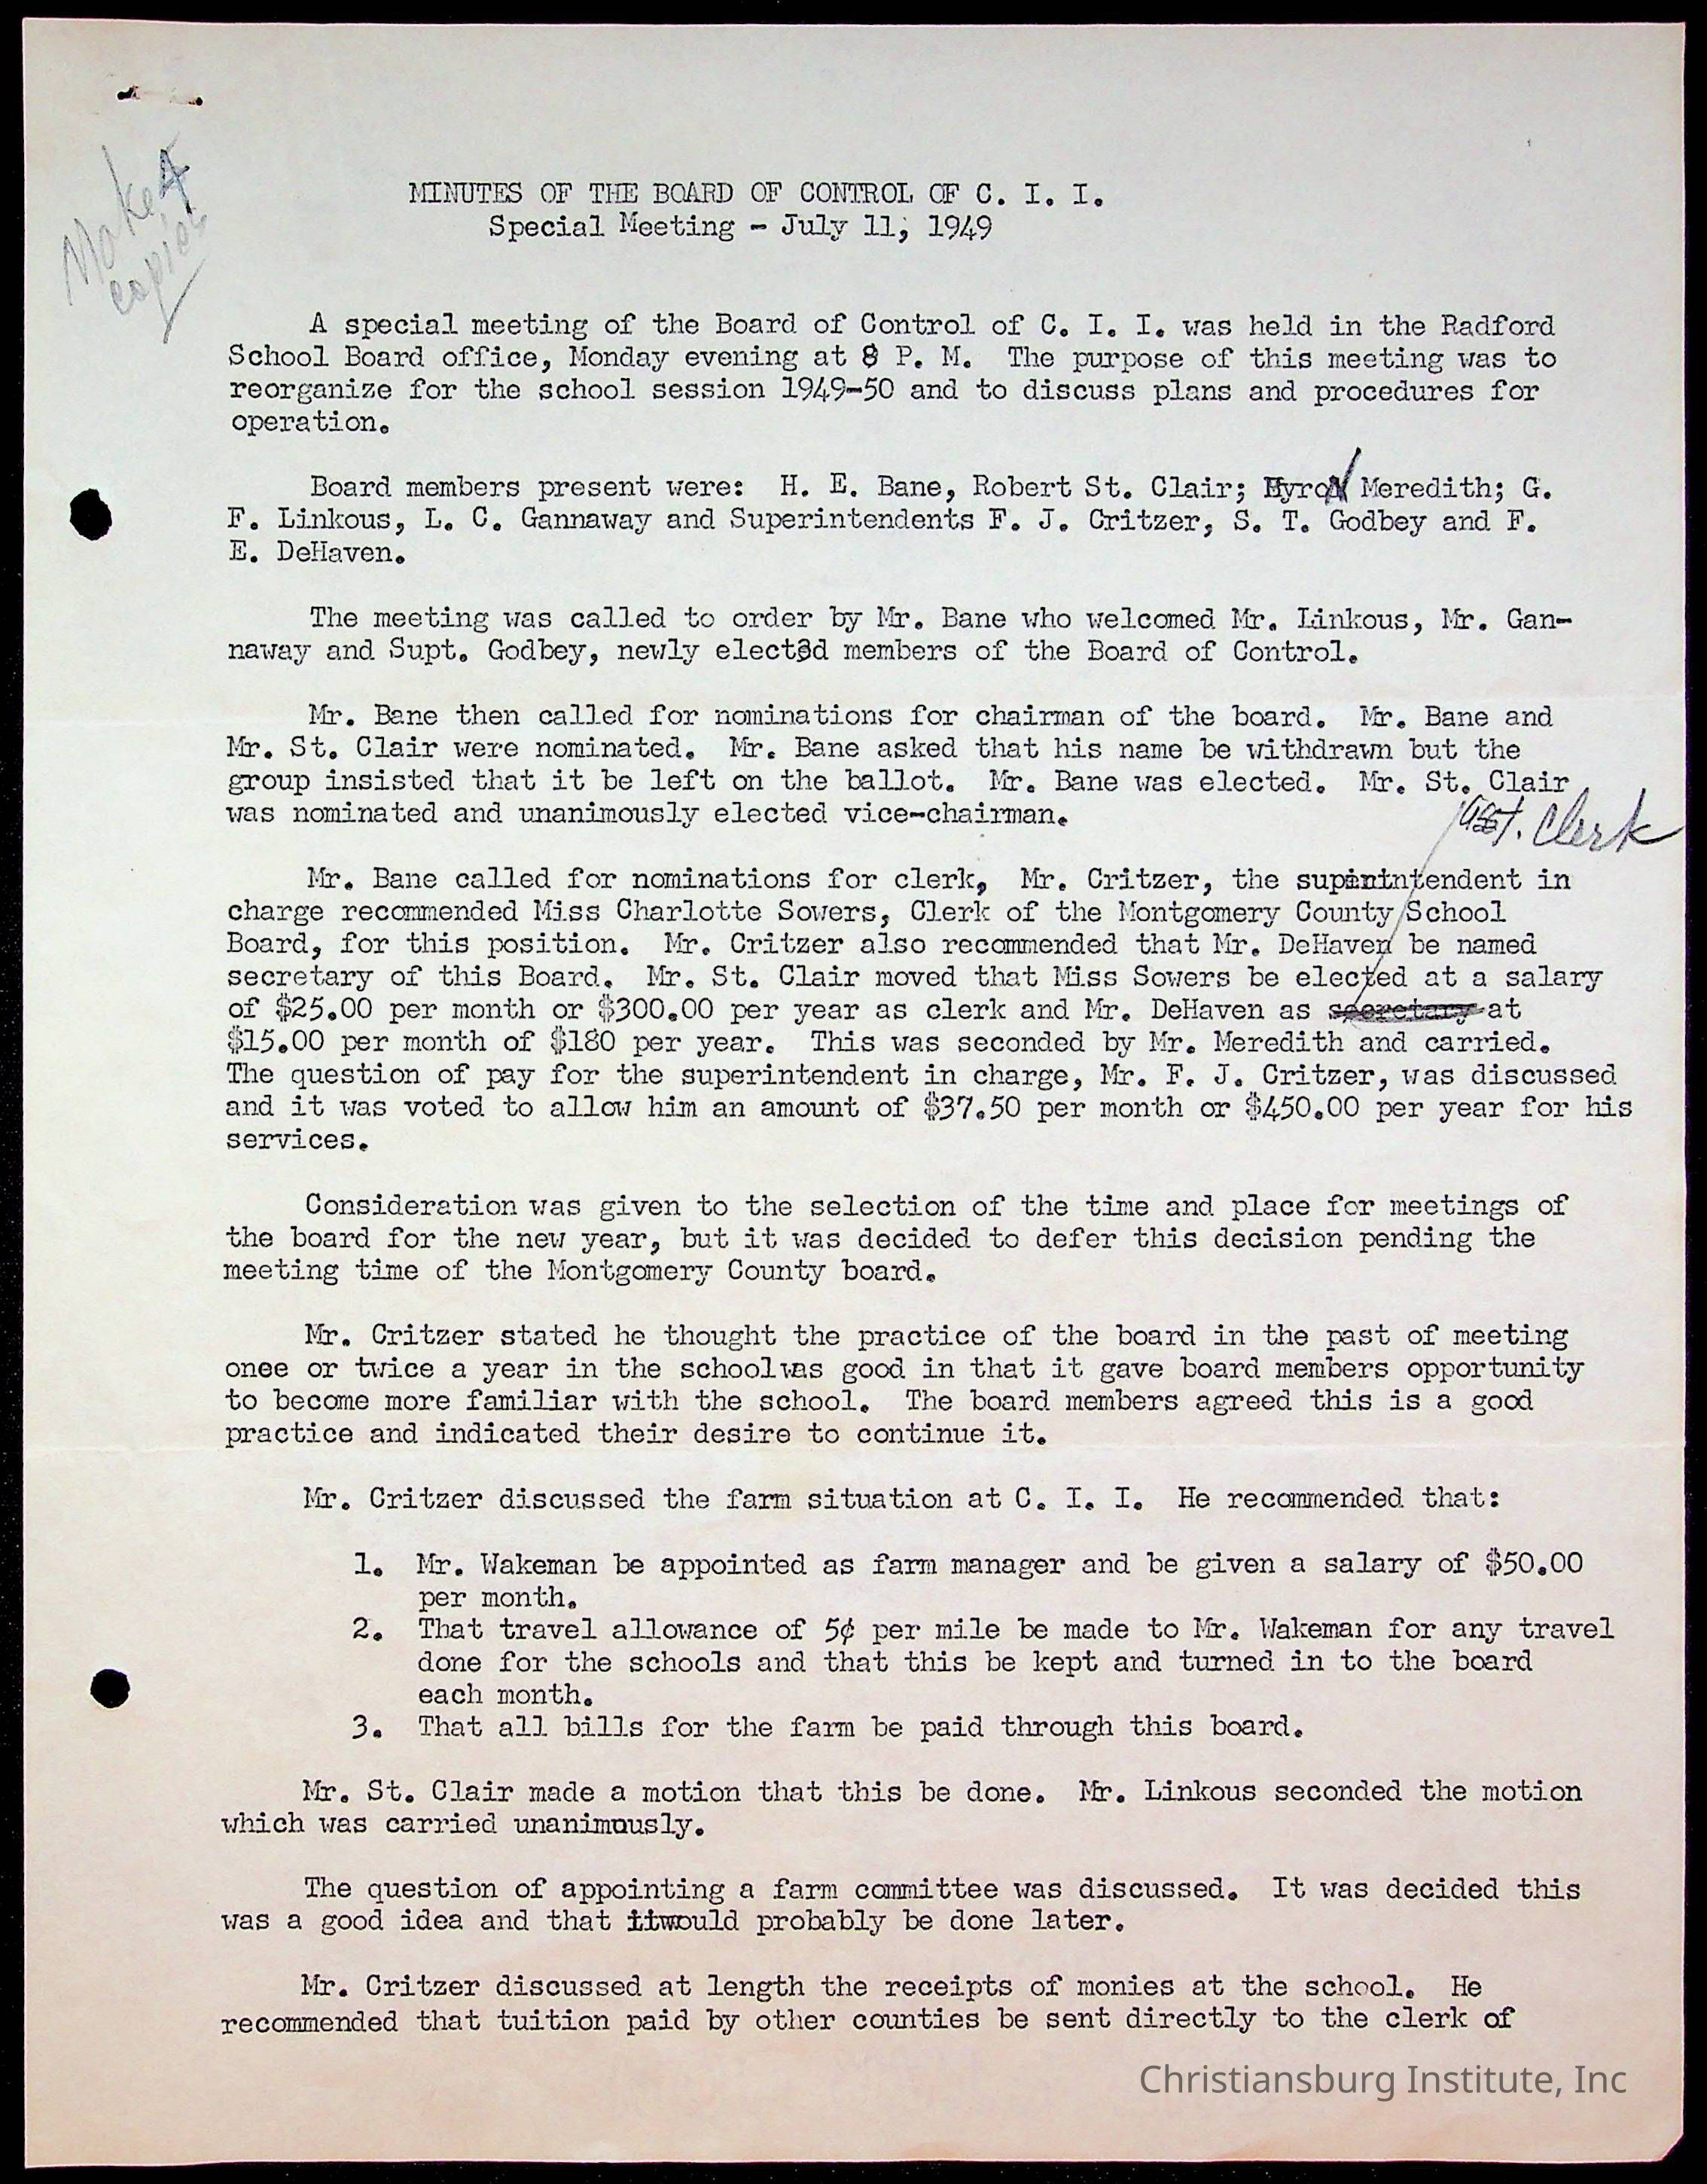 Make 4
copies
MINUTES OF THE BOARD OF CONTROL OF C. I. I.
Special Meeting - July 11, 1949
A special meeting of the Board of Control of C. I. I. was held in the Radford
School Board office, Monday evening at 8 P. M. The purpose of this meeting was to
reorganize for the school session 1949-50 and to discuss plans and procedures for
operation.
Board members present were: H. E. Bane, Robert St. Clair; Byron Meredith; G.
F. Linkous, L. C. Gannaway and Superintendents F. J. Critzer, S. T. Godbey and F.
E. DeHaven.
The meeting was called to order by Mr. Bane who welcomed Mr. Linkous, Mr. Gan-
naway and Supt. Godbey, newly elect3d members of the Board of Control.
Mr. Bane then called for nominations for chairman of the board. Mr. Bane and
Mr. St. Clair were nominated. Mr. Bane asked that his name be withdrawn but the
group insisted that it be left on the ballot. Mr. Bane was elected. Mr. St. Clair
was nominated and unanimously elected vice-chairman.
Asst. Clerk
Mr. Bane called for nominations for clerk, Mr. Critzer, the superintendent in
charge recommended Miss Charlotte Sowers, Clerk of the Montgomery County School
Board, for this position. Mr. Critzer also recommended that Mr. DeHaven be named
secretary of this Board. Mr. St. Clair moved that Miss Sowers be elected at a salary
of $25.00 per month or $300.00 per year as clerk and Mr. DeHaven as secretary at
$15.00 per month of $180 per year. This was seconded by Mr. Meredith and carried.
The question of pay for the superintendent in charge, Mr. F. J. Critzer, was discussed
and it was voted to allow him an amount of $37.50 per month or $450.00 per year for his
services.
Consideration was given to the selection of the time and place for meetings of
the board for the new year, but it was decided to defer this decision pending the
meeting time of the Montgomery County board.
Mr. Critzer stated he thought the practice of the board in the past of meeting
onee or twice a year in the school was good in that it gave board members opportunity
to become more familiar with the school. The board members agreed this is a good
practice and indicated their desire to continue it.
Mr. Critzer discussed the farm situation at C. I. I. He recommended that:
1. Mr. Wakeman be appointed as farm manager and be given a salary of $50.00
per month.
2. That travel allowance of 5¢ per mile be made to Mr. Wakeman for any travel
done for the schools and that this be kept and turned in to the board
each month.
3. That all bills for the farm be paid through this board.
Mr. St. Clair made a motion that this be done. Mr. Linkous seconded the motion
which was carried unanimously.
The question of appointing a farm committee was discussed. It was decided this
was a good idea and that it would probably be done later.
Mr. Critzer discussed at length the receipts of monies at the school. He
recommended that tuition paid by other counties be sent directly to the clerk of
Christiansburg Institute, Inc